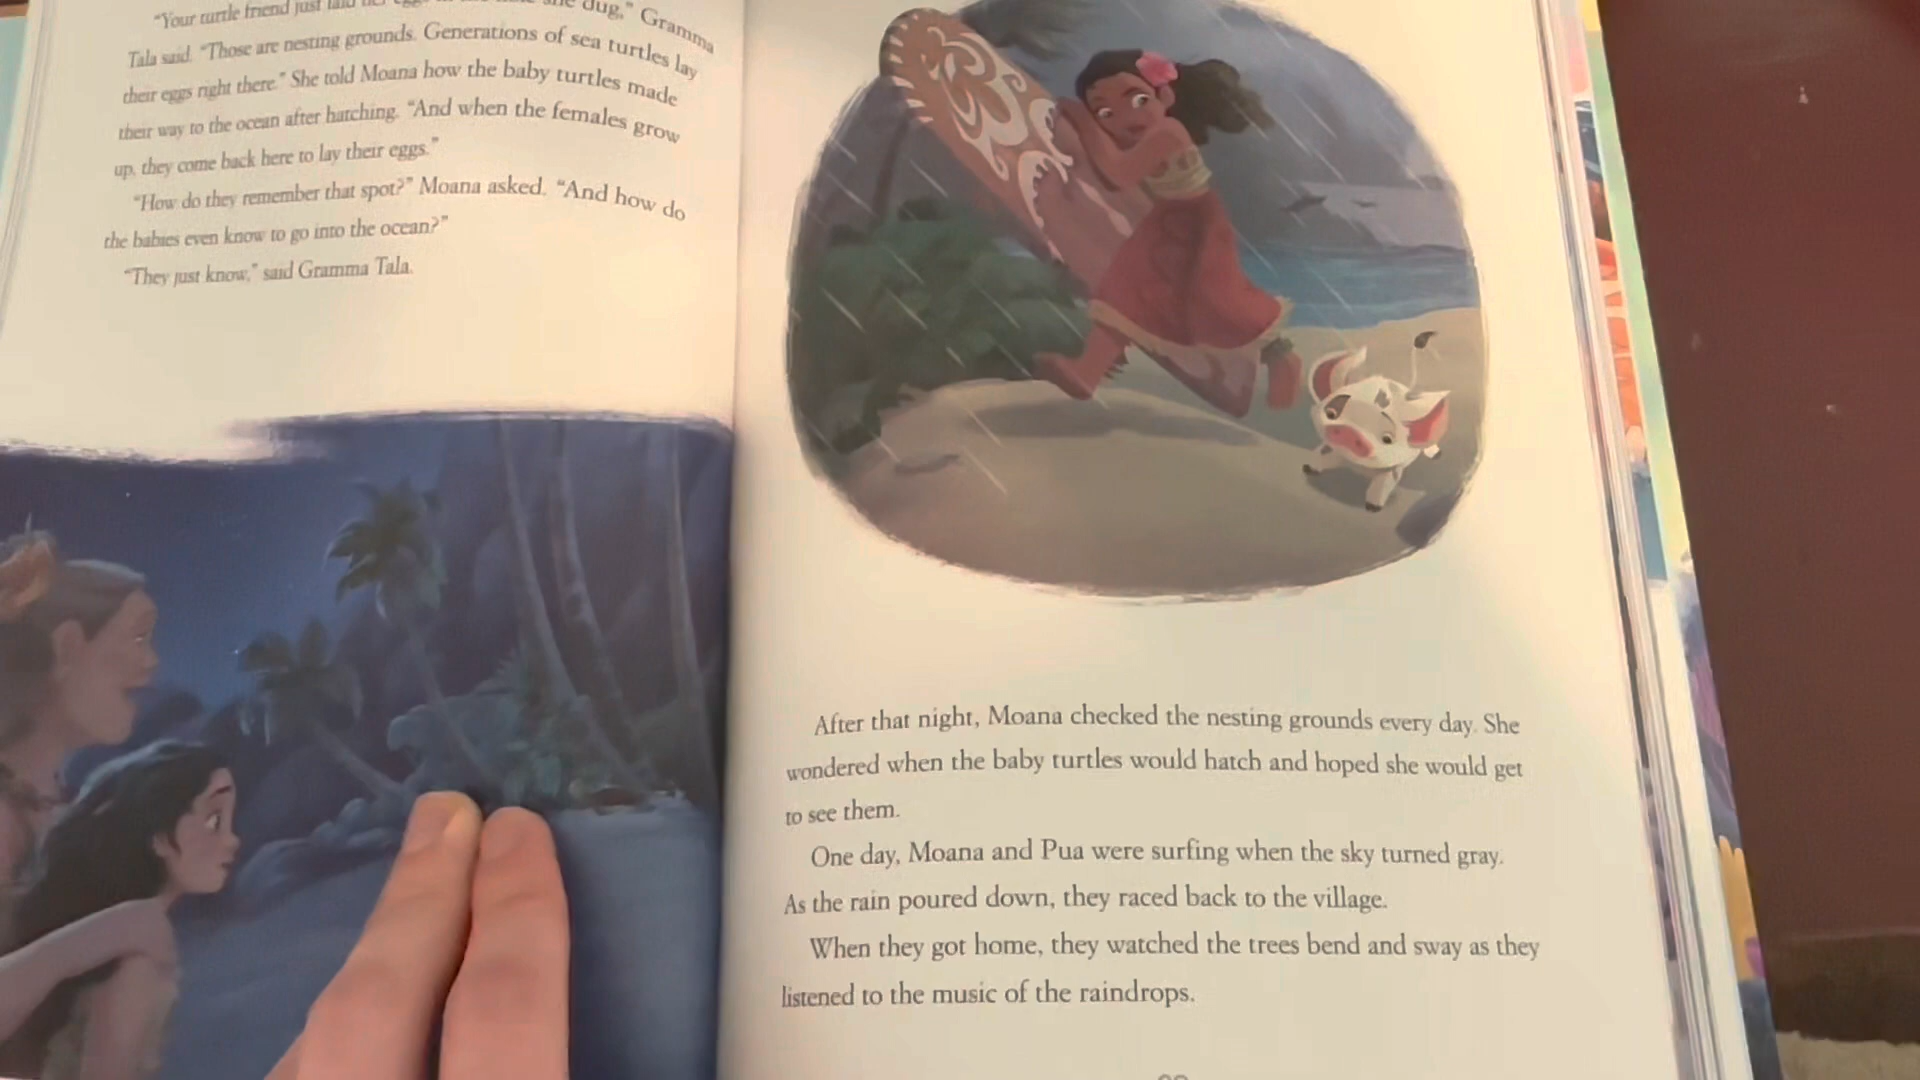 "Your turtle friend just laid her eggs in the she dug," Gramma
Tala said. "Those are nesting grounds. Generations of sea turtles lay
their eggs right there." She told Moana how the baby turtles made
their way to the ocean after hatching. "And when the females grow
up, they come back here to lay their eggs."
"How do they remember that spot?" Moana asked. "And how do
the babies even know to go into the ocean?"
"They just know," said Gramma Tala.
After that night, Moana checked the nesting grounds every day. She
wondered when the baby turtles would hatch and hoped she would get
to see them.
One day, Moana and Pua were surfing when the sky turned gray.
As the rain poured down, they raced back to the village.
When they got home, they watched the trees bend and sway as they
listened to the music of the raindrops.